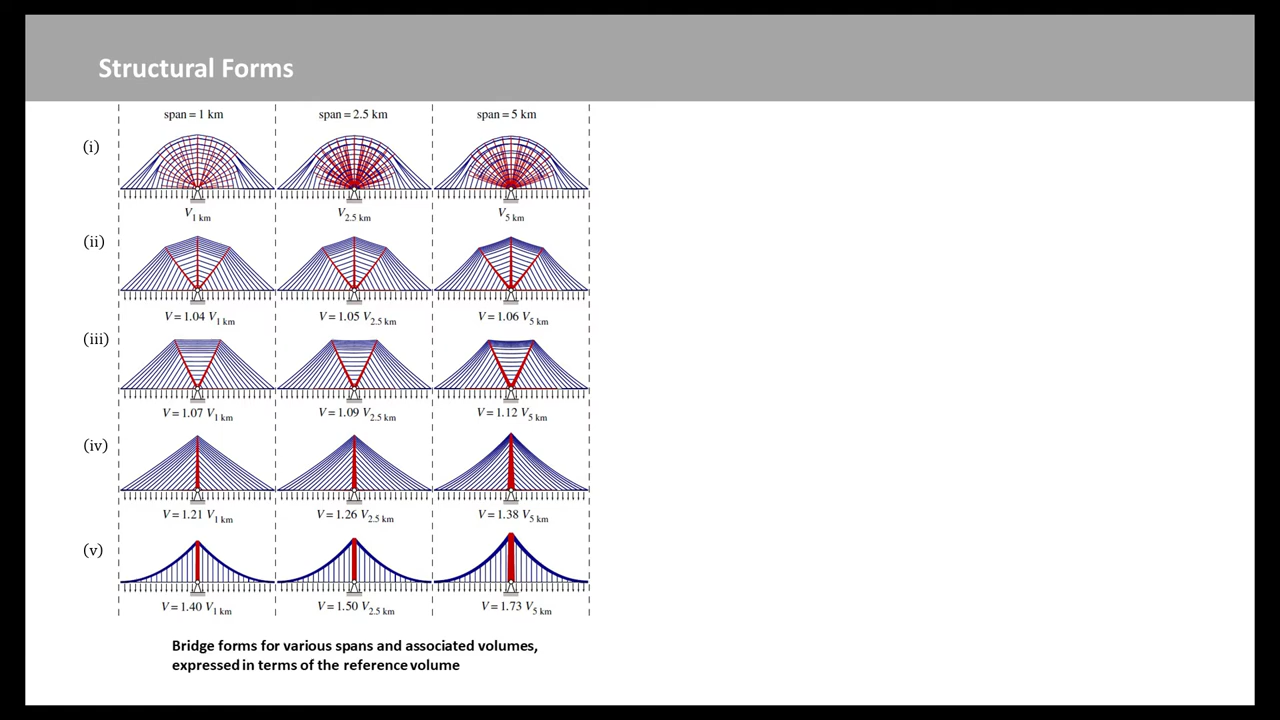 Structural Forms
span = 1 km span = 2.5 km span = 5 km
(i)
V1 km V2.5 km V5 km
(ii)
V = 1.04 V1 km V = 1.05 V2.5 km V = 1.06 V5 km
(iii)
V = 1.07 V1 km V = 1.09 V2.5 km V = 1.12 V5 km
(iv)
V = 1.21 V1 km V = 1.26 V2.5 km V = 1.38 V5 km
(v)
V = 1.40 V1 km V = 1.50 V2.5 km V = 1.73 V5 km
Bridge forms for various spans and associated volumes,
expressed in terms of the reference volume